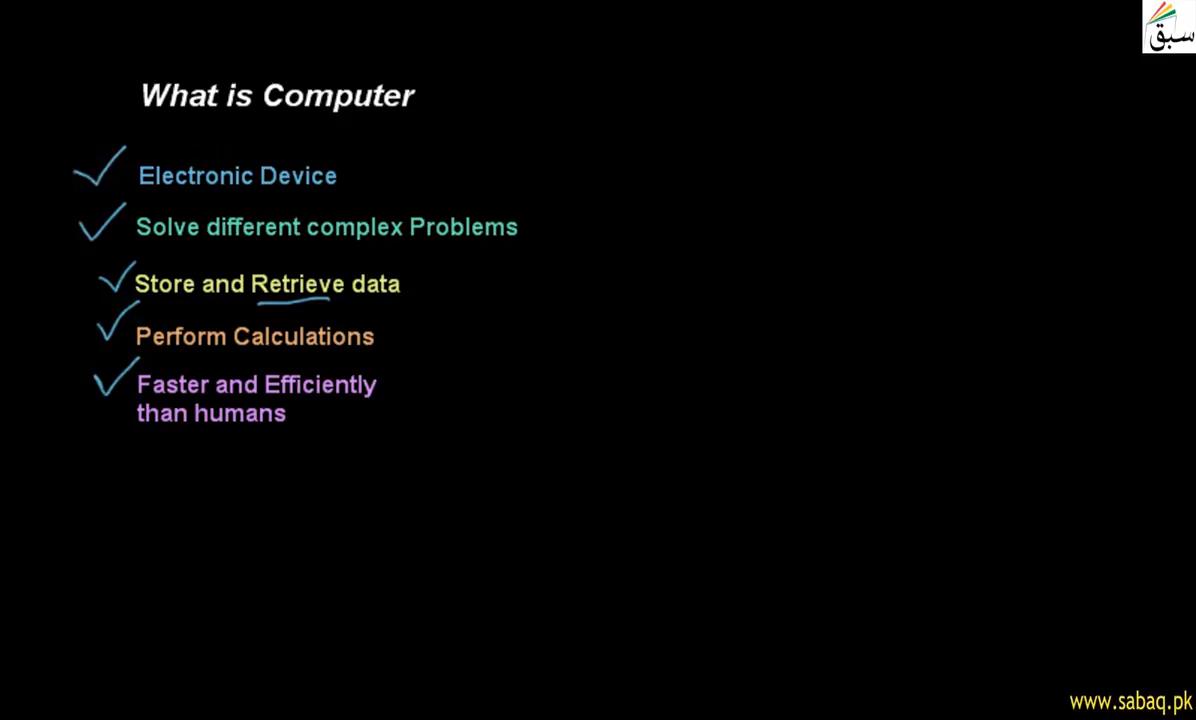 سبق
What is Computer
Electronic Device
Solve different complex Problems
Store and Retrieve data
Perform Calculations
Faster and Efficiently
than humans
www.sabaq.pk